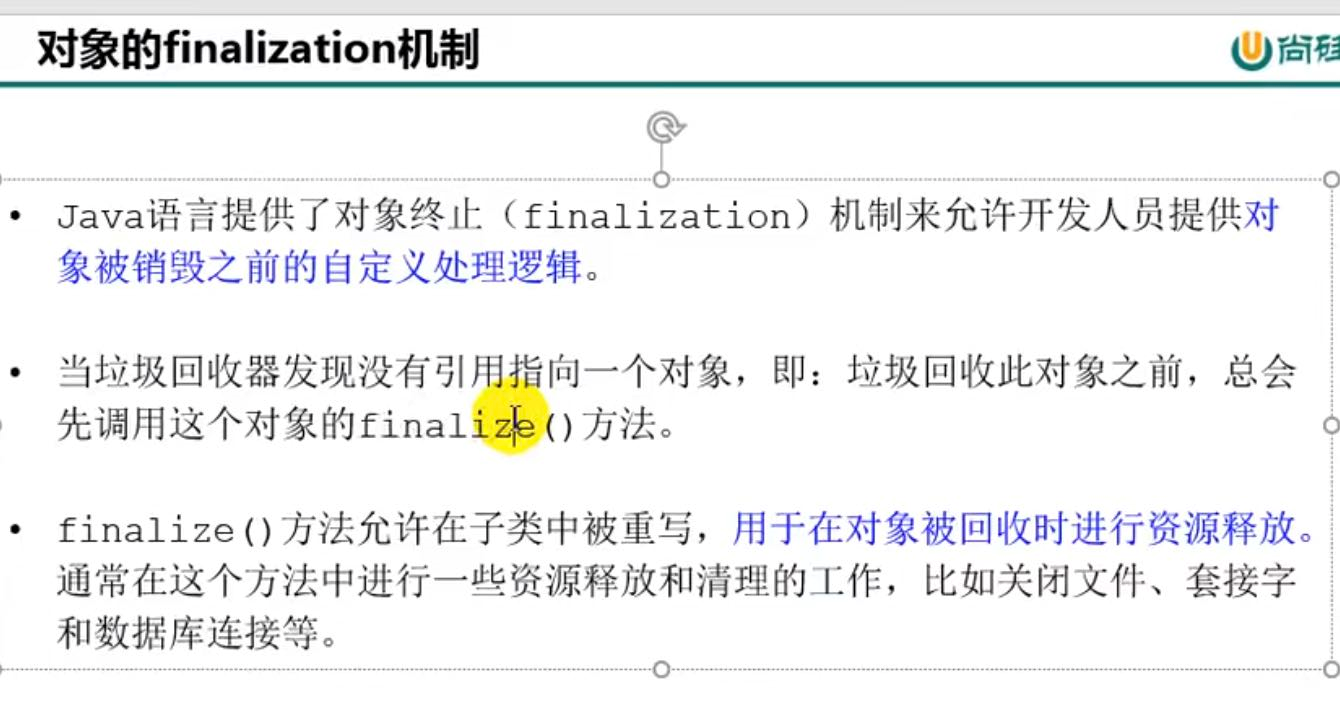 对象的finalization机制
尚硅
• Java语言提供了对象终止（finalization）机制来允许开发人员提供对
象被销毁之前的自定义处理逻辑。
• 当垃圾回收器发现没有引用指向一个对象，即：垃圾回收此对象之前，总会
先调用这个对象的finalize()方法。
• finalize()方法允许在子类中被重写，用于在对象被回收时进行资源释放。
通常在这个方法中进行一些资源释放和清理的工作，比如关闭文件、套接字
和数据库连接等。